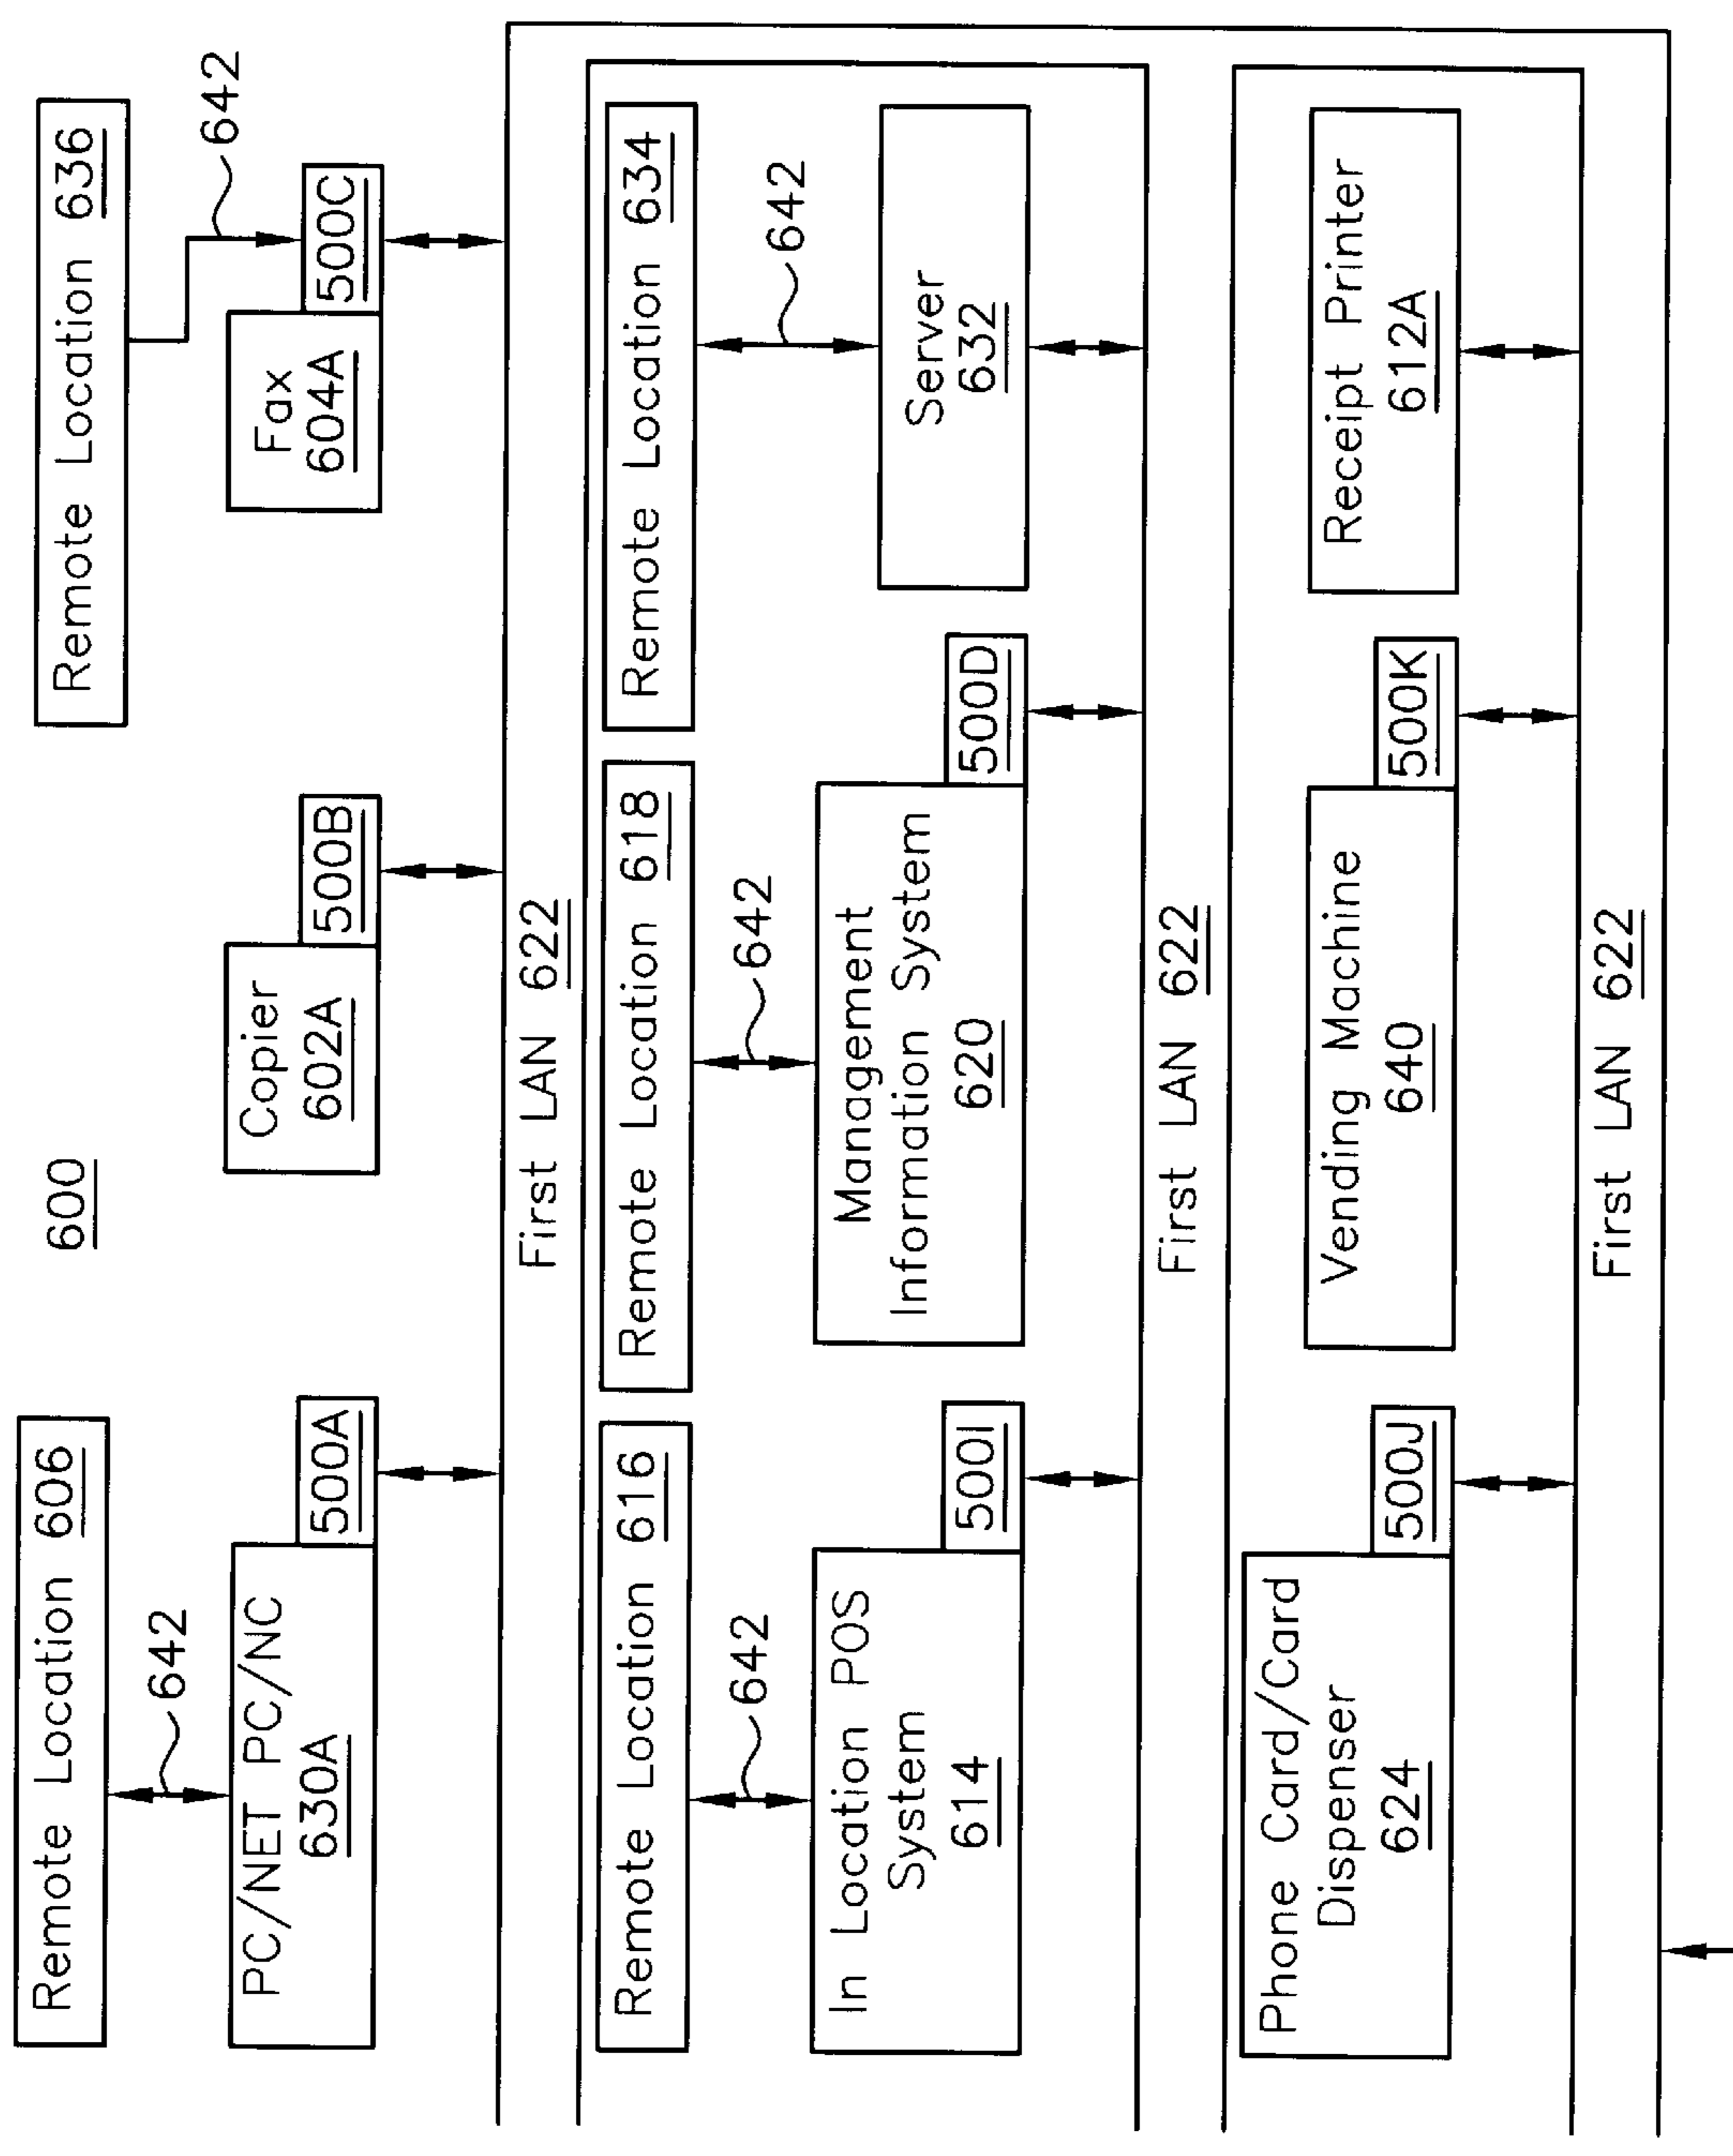 600
Remote Location 606
642
PC/NET PC/NC
630A
500A
Copier
602A
500B
Remote Location 636
642
Fax
604A
500C
First LAN 622
Remote Location 616
642
In Location POS
System
614
500I
Remote Location 618
642
Management
Information System
620
500D
Remote Location 634
642
Server
632
First LAN 622
Phone Card/Card
Dispenser
624
500J
Vending Machine
640
500K
Receipt Printer
612A
First LAN 622